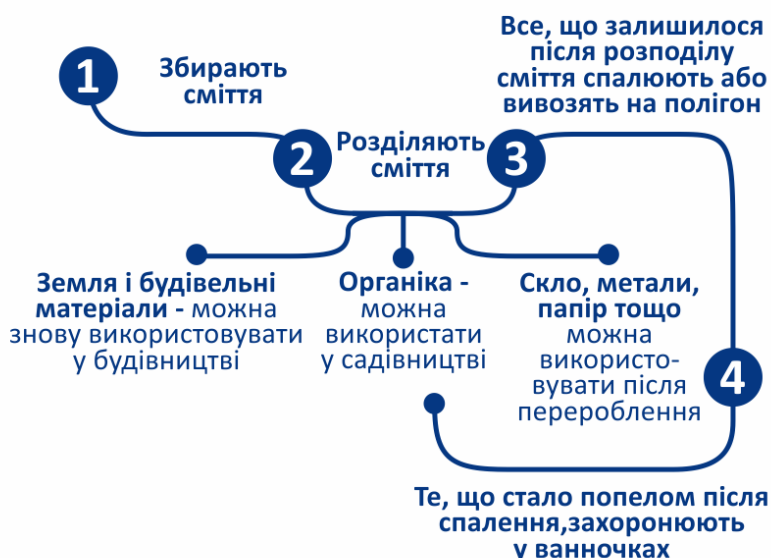 1
Збирають
сміття
2
Розділяють
сміття
3
Все, що залишилося
після розподілу
сміття спалюють або
вивозять на полігон
Земля і будівельні
матеріали - можна
знову використовувати
у будівництві
Органіка -
можна
використати
у садівництві
Скло, метали,
папір тощо
можна
використо-
вувати після
перероблення
4
Те, що стало попелом після
спалення,захоронюють
у ванночках